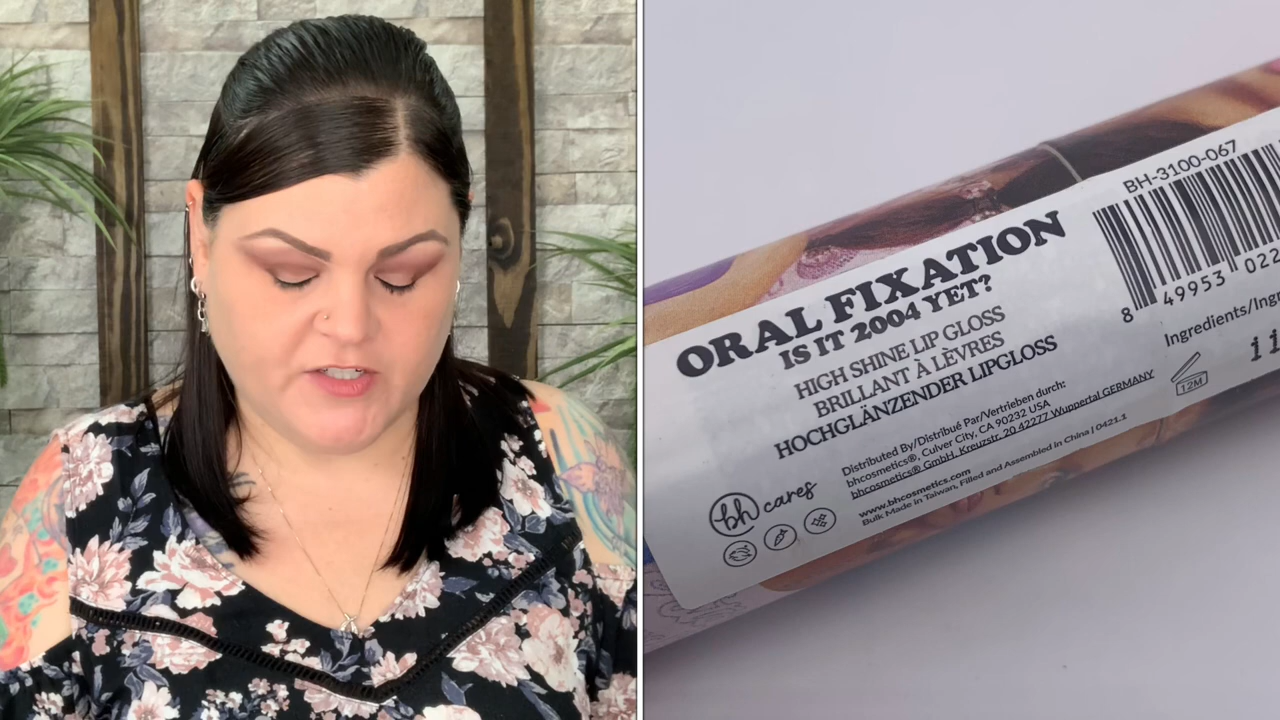 BH-3100-067
ORAL FIXATION
IS IT 2004 YET?
HIGH SHINE LIP GLOSS
BRILLANT À LÈVRES
HOCHGLÄNZENDER LIPGLOSS
8 49953 022
Ingredients/Ingr
12M
Distributed By/Distribué Par/Vertrieben durch:
bhcosmetics®, Culver City, CA 90232 USA
bhcosmetics® GmbH, Kreuzstr. 20 42277 Wuppertal GERMANY
www.bhcosmetics.com
Bulk Made in Taiwan, Filled and Assembled in China | 0421.1
bh cares